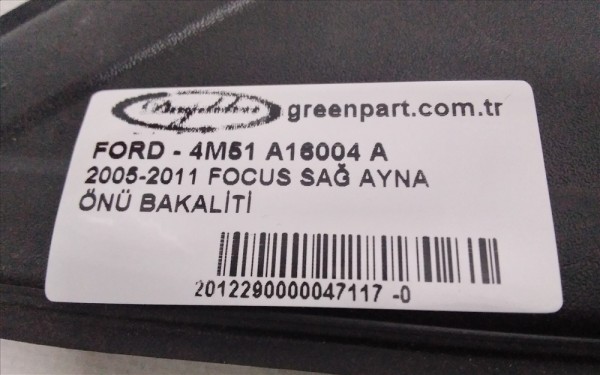 greenpart.com.tr
FORD - 4M51 A16004 A
2005-2011 FOCUS SAĞ AYNA
ÖNÜ BAKALİTİ
2012290000047117 -0